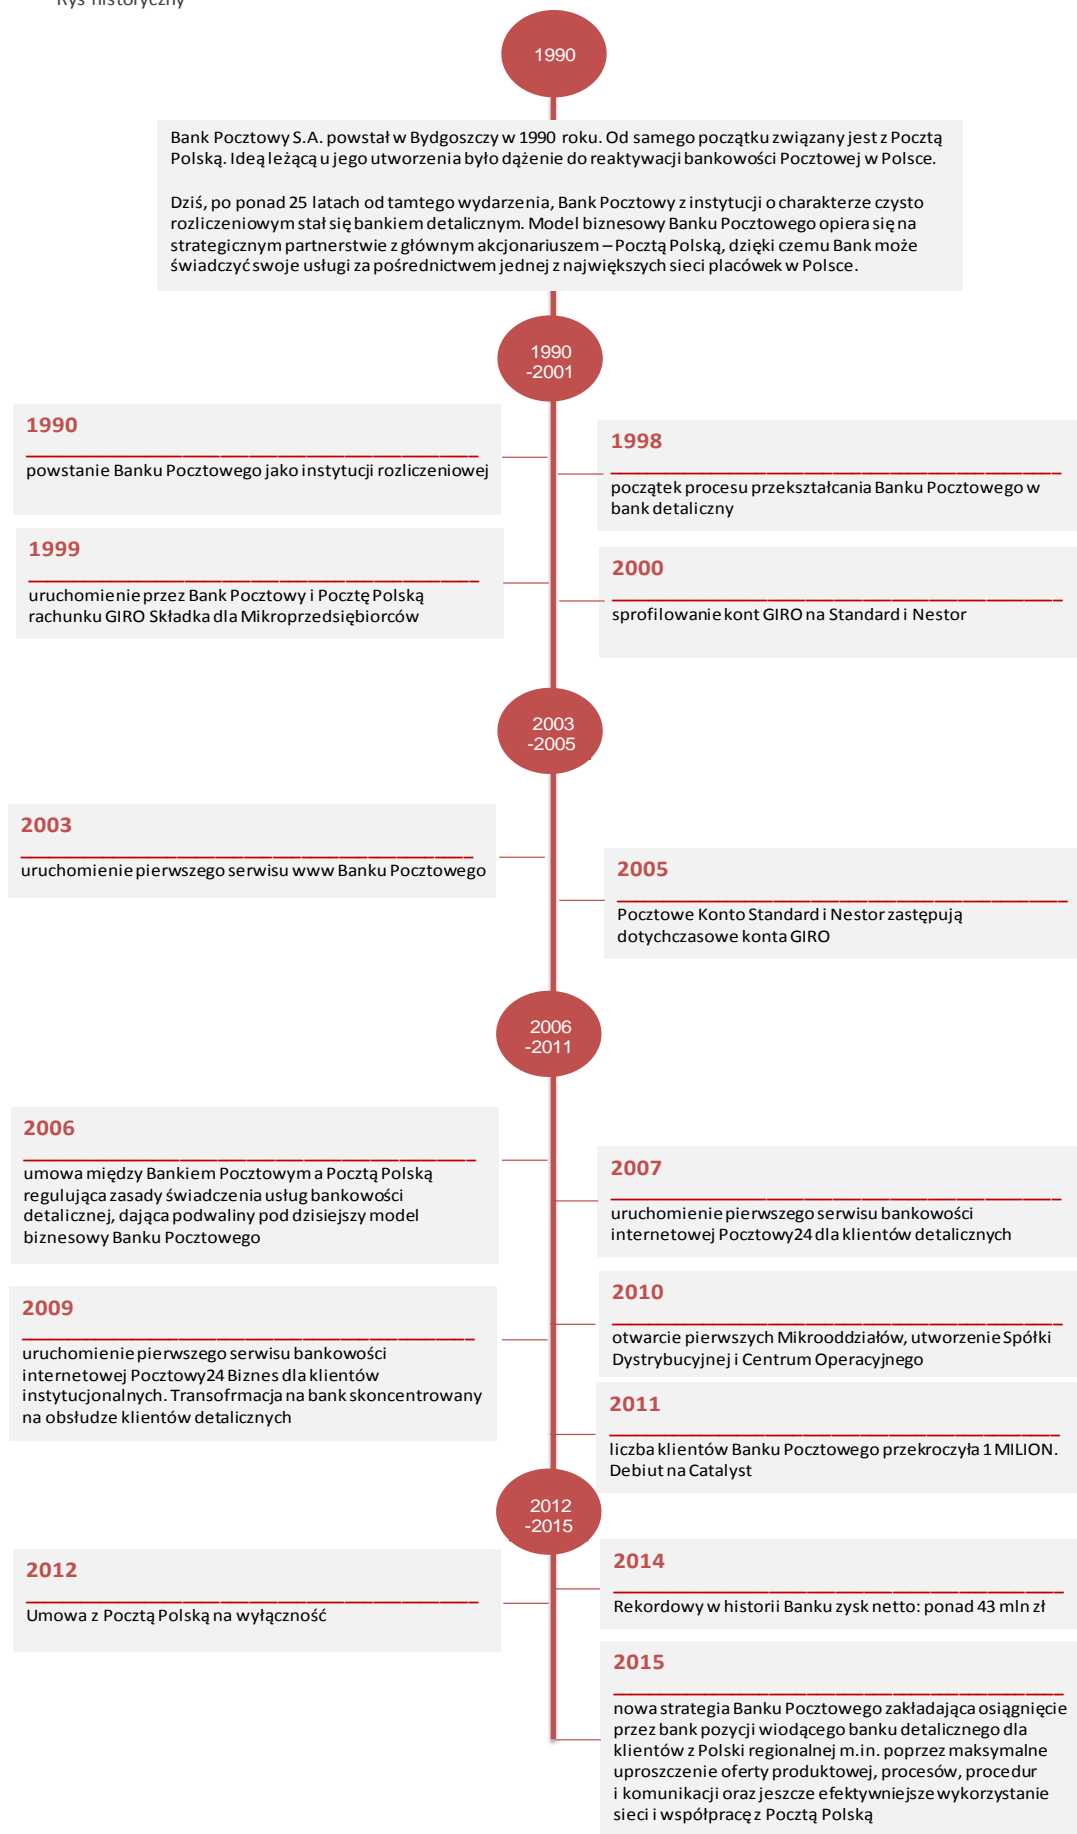 Rys historyczny
1990
Bank Pocztowy S.A. powstał w Bydgoszczy w 1990 roku. Od samego początku związany jest z Pocztą
Polską. Ideą leżącą u jego utworzenia było dążenie do reaktywacji bankowości Pocztowej w Polsce.
Dziś, po ponad 25 latach od tamtego wydarzenia, Bank Pocztowy z instytucji o charakterze czysto
rozliczeniowym stał się bankiem detalicznym. Model biznesowy Banku Pocztowego opiera się na
strategicznym partnerstwie z głównym akcjonariuszem – Pocztą Polską, dzięki czemu Bank może
świadczyć swoje usługi za pośrednictwem jednej z największych sieci placówek w Polsce.
1990
-2001
1990
powstanie Banku Pocztowego jako instytucji rozliczeniowej
1998
początek procesu przekształcania Banku Pocztowego w
bank detaliczny
1999
uruchomienie przez Bank Pocztowy i Pocztę Polską
rachunku GIRO Składka dla Mikroprzedsiębiorców
2000
sprofilowanie kont GIRO na Standard i Nestor
2003
-2005
2003
uruchomienie pierwszego serwisu www Banku Pocztowego
2005
Pocztowe Konto Standard i Nestor zastępują
dotychczasowe konta GIRO
2006
-2011
2006
umowa między Bankiem Pocztowym a Pocztą Polską
regulująca zasady świadczenia usług bankowości
detalicznej, dająca podwaliny pod dzisiejszy model
biznesowy Banku Pocztowego
2007
uruchomienie pierwszego serwisu bankowości
internetowej Pocztowy24 dla klientów detalicznych
2009
uruchomienie pierwszego serwisu bankowości
internetowej Pocztowy24 Biznes dla klientów
instytucjonalnych. Transofrmacja na bank skoncentrowany
na obsłudze klientów detalicznych
2010
otwarcie pierwszych Mikrooddziałów, utworzenie Spółki
Dystrybucyjnej i Centrum Operacyjnego
2011
liczba klientów Banku Pocztowego przekroczyła 1 MILION.
Debiut na Catalyst
2012
-2015
2012
Umowa z Pocztą Polską na wyłączność
2014
Rekordowy w historii Banku zysk netto: ponad 43 mln zł
2015
nowa strategia Banku Pocztowego zakładająca osiągnięcie
przez bank pozycji wiodącego banku detalicznego dla
klientów z Polski regionalnej m.in. poprzez maksymalne
uproszczenie oferty produktowej, procesów, procedur
i komunikacji oraz jeszcze efektywniejsze wykorzystanie
sieci i współpracę z Pocztą Polską